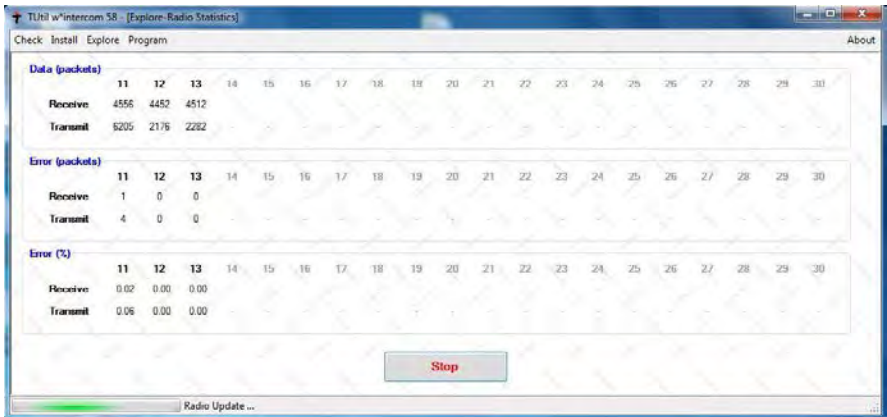 TUtil w*intercom 58 - [Explore-Radio Statistics]
Check Install Explore Program About
Data (packets)
11 12 13 14 15 16 17 18 19 20 21 22 23 24 25 26 27 28 29 30
Receive 4556 4452 4512
Transmit 6205 2176 2282 - - - - - - - - - - - - - - - - -
Error (packets)
11 12 13 14 15 16 17 18 19 20 21 22 23 24 25 26 27 28 29 30
Receive 1 0 0
Transmit 4 0 0 - - - - - - - - - - - - - - - - -
Error (%)
11 12 13 14 15 16 17 18 19 20 21 22 23 24 25 26 27 28 29 30
Receive 0.02 0.00 0.00
Transmit 0.06 0.00 0.00 - - - - - - - - - - - - - - - - -
Stop
Radio Update ...